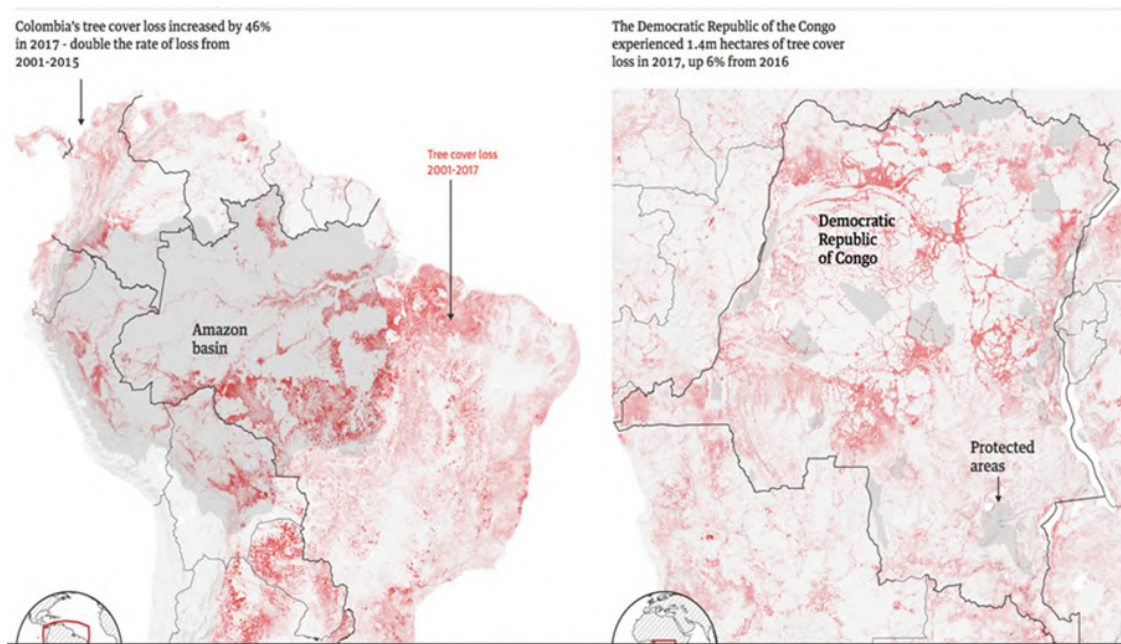 Colombia's tree cover loss increased by 46%
in 2017 - double the rate of loss from
2001-2015
Tree cover loss
2001-2017
Amazon
basin
The Democratic Republic of the Congo
experienced 1.4m hectares of tree cover
loss in 2017, up 6% from 2016
Democratic
Republic
of Congo
Protected
areas